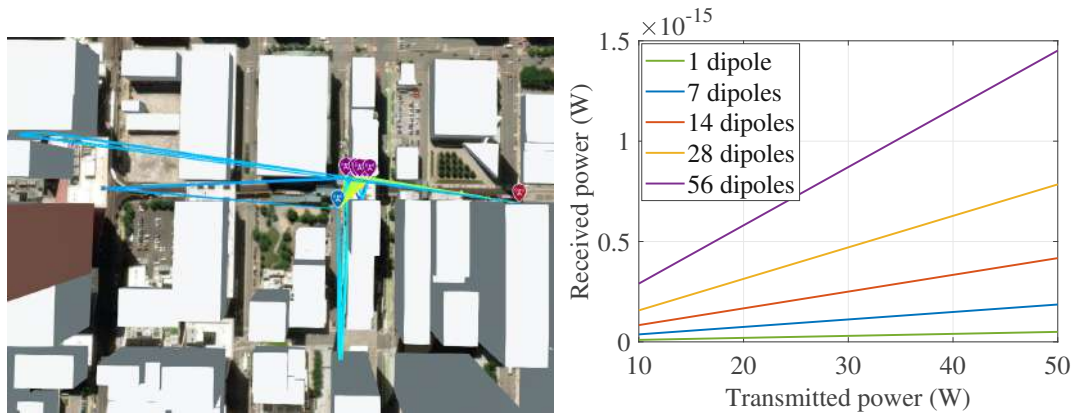 ×10⁻¹⁵
1.5
1
0.5
0
Received power (W)
1 dipole
7 dipoles
14 dipoles
28 dipoles
56 dipoles
10 20 30 40 50
Transmitted power (W)